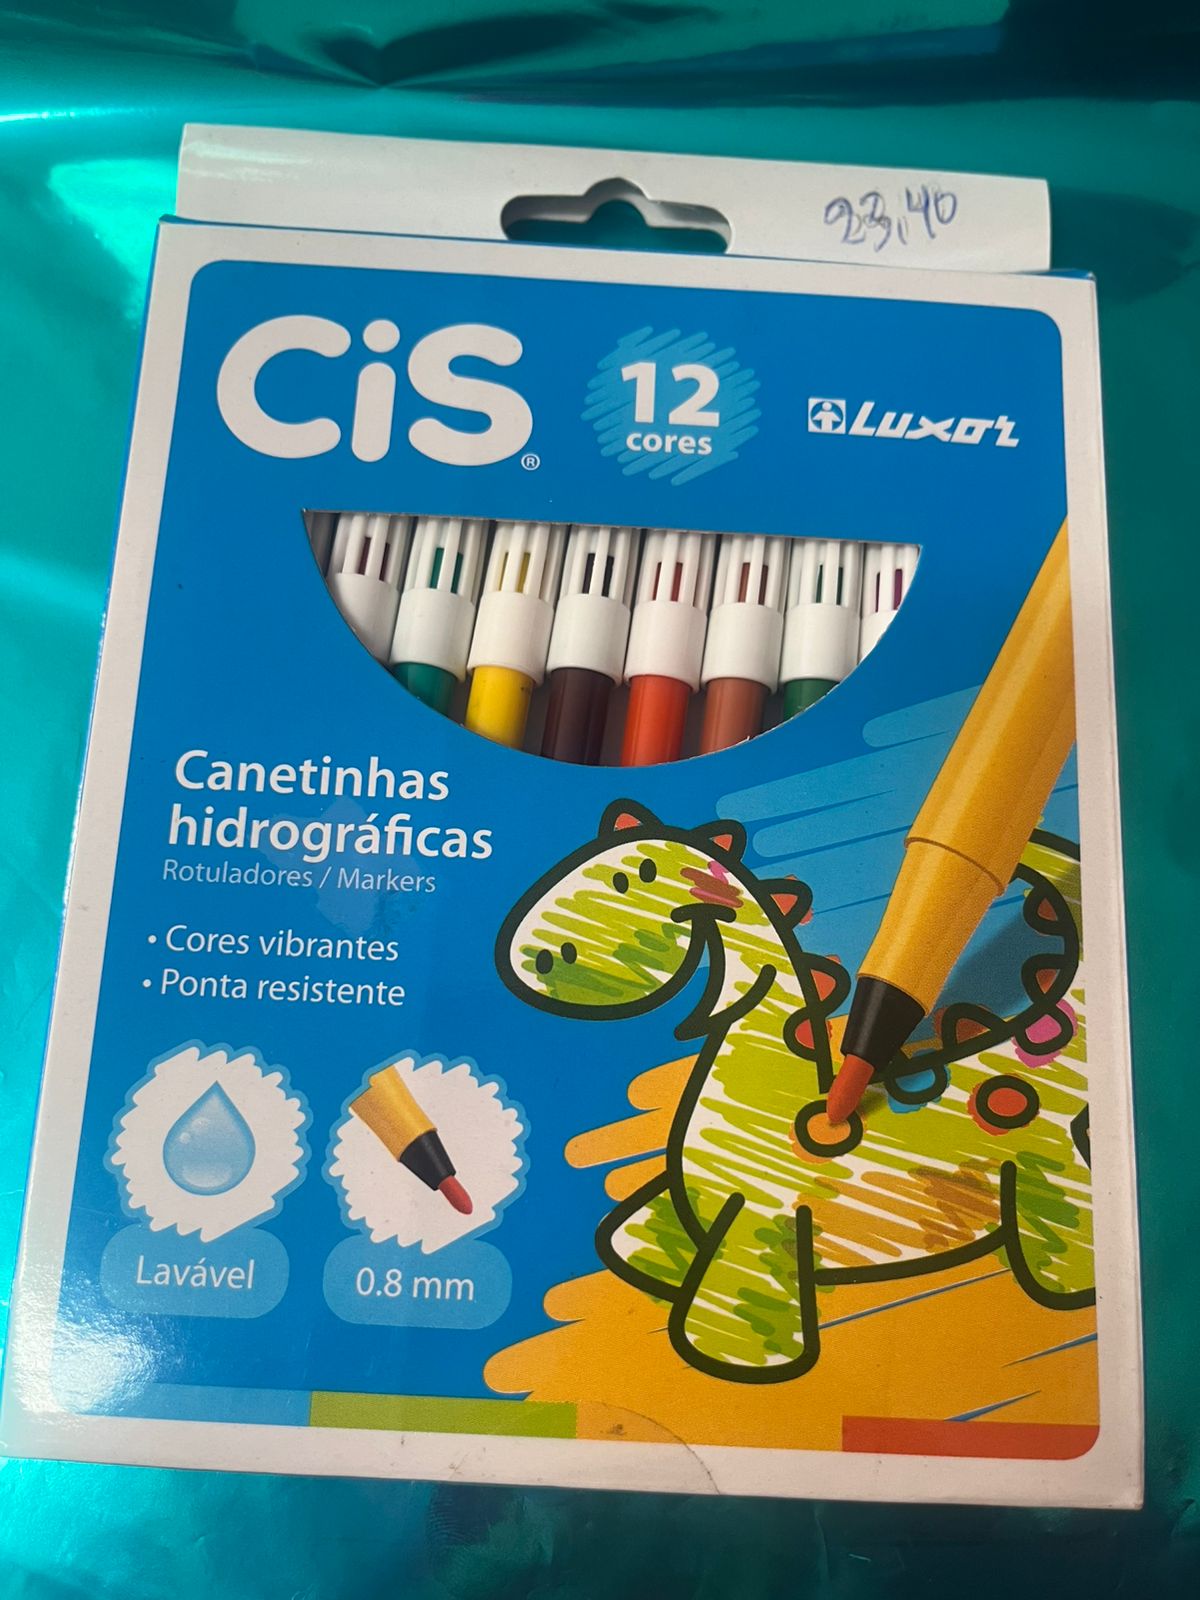 23,40
CiS®
12
cores
Luxor
Canetinhas
hidrográficas
Rotuladores / Markers
• Cores vibrantes
• Ponta resistente
Lavável
0.8 mm